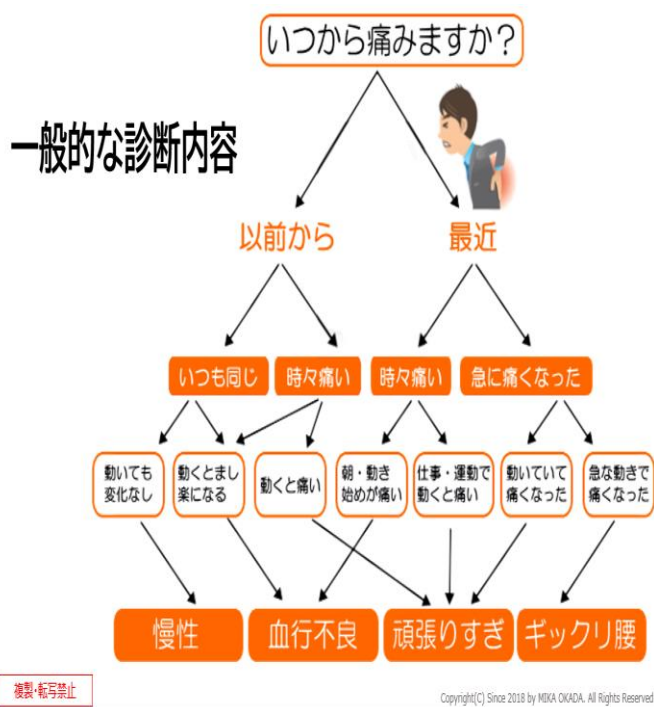 いつから痛みますか？
一般的な診断内容
以前から
最近
いつも同じ
時々痛い
時々痛い
急に痛くなった
動いても
変化なし
動くとまし
楽になる
動くと痛い
朝・動き
始めが痛い
仕事・運動で
動くと痛い
動いていて
痛くなった
急な動きで
痛くなった
慢性
血行不良
頑張りすぎ
ギックリ腰
複製・転写禁止
Copyright(C) Since 2018 by MIKA OKADA. All Rights Reserved